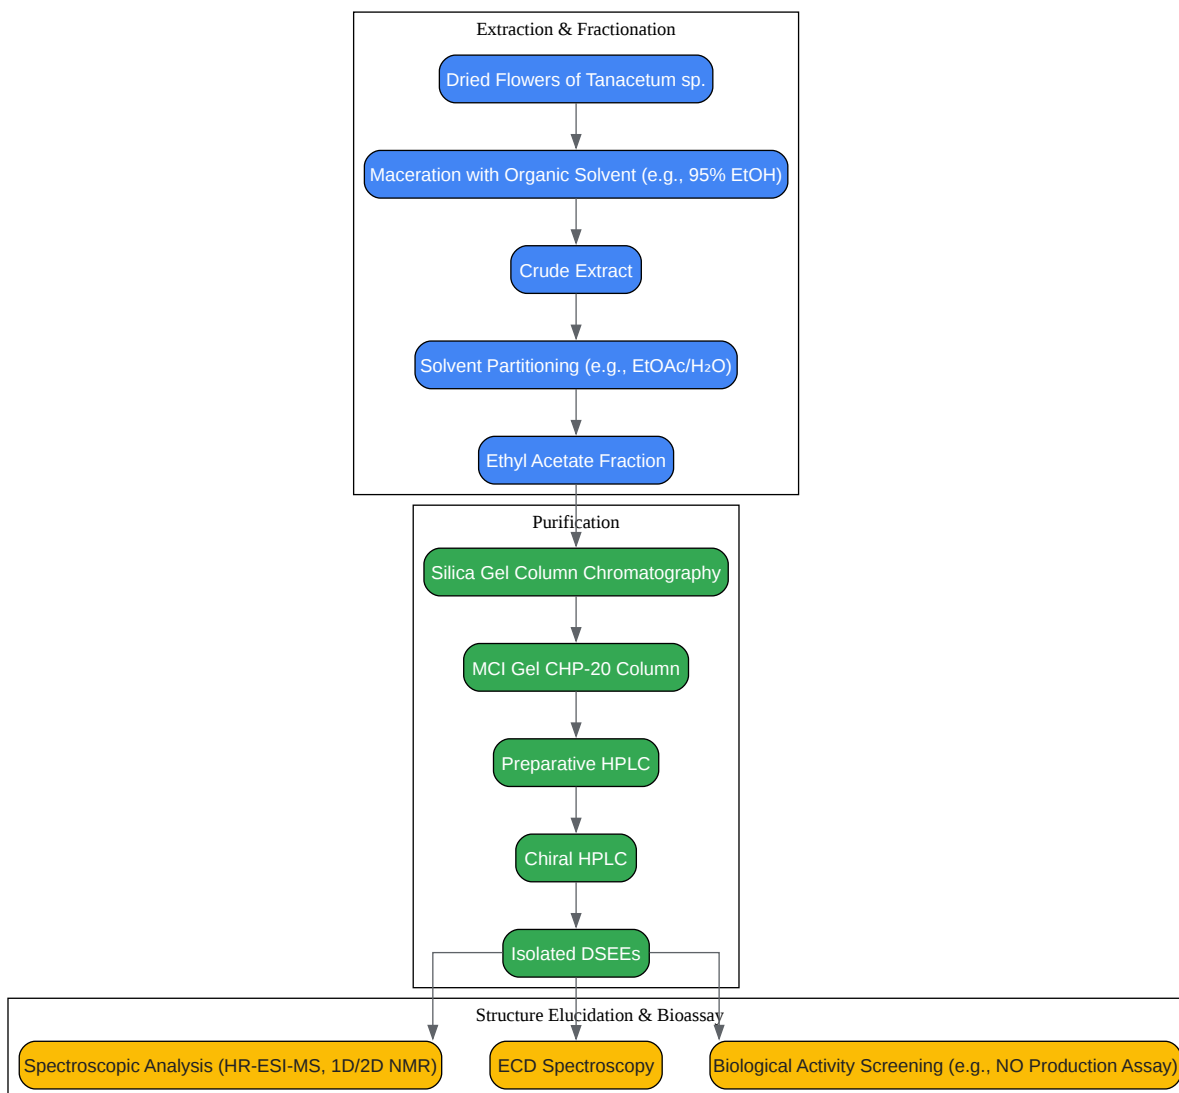 Extraction & Fractionation
Dried Flowers of Tanacetum sp.
Maceration with Organic Solvent (e.g., 95% EtOH)
Crude Extract
Solvent Partitioning (e.g., EtOAc/H₂O)
Ethyl Acetate Fraction
Purification
Silica Gel Column Chromatography
MCI Gel CHP-20 Column
Preparative HPLC
Chiral HPLC
Isolated DSEEs
Structure Elucidation & Bioassay
Spectroscopic Analysis (HR-ESI-MS, 1D/2D NMR)
ECD Spectroscopy
Biological Activity Screening (e.g., NO Production Assay)